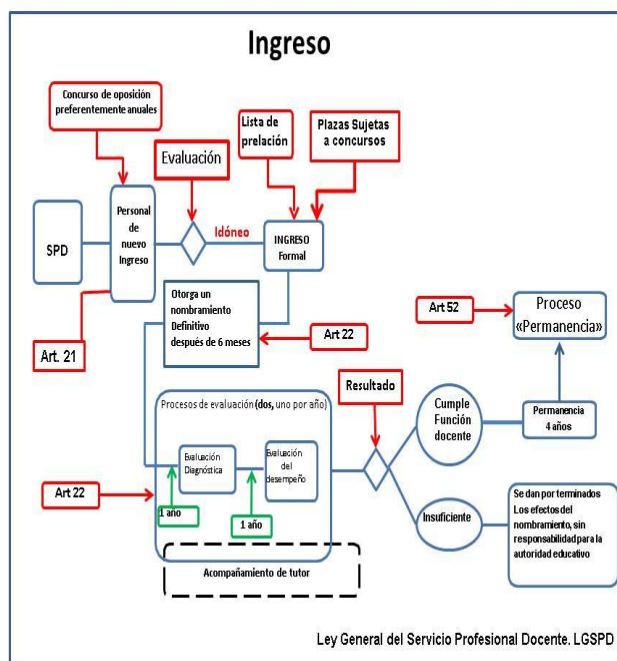 Ingreso
Concurso de oposición
preferentemente anuales
Lista de
prelación
Plazas Sujetas
a concursos
Evaluación
SPD
Personal
de
nuevo
Ingreso
Idóneo
INGRESO
Formal
Art. 21
Otorga un
nombramiento
Definitivo
después de 6 meses
Art 22
Art 52
Proceso
«Permanencia»
Resultado
Procesos de evaluación (dos, uno por año)
Evaluación
Diagnóstica
Evaluación
del
desempeño
Cumple
Función
docente
Permanencia
4 años
Art 22
1 año
1 año
Insuficiente
Se dan por terminados
Los efectos del
nombramiento, sin
responsabilidad para la
autoridad educativo
Acompañamiento de tutor
Ley General del Servicio Profesional Docente. LGSPD